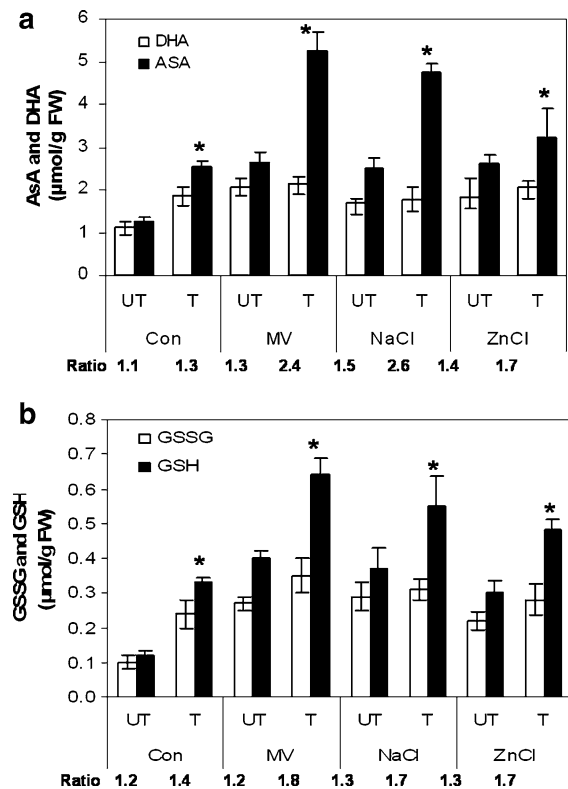 a
6
5
4
3
2
1
0
AsA and DHA
(µmol/g FW)
DHA
ASA
* * * *
UT T UT T UT T UT T
Con MV NaCl ZnCl
Ratio 1.1 1.3 1.3 2.4 1.5 2.6 1.4 1.7
b
0.8
0.7
0.6
0.5
0.4
0.3
0.2
0.1
0.0
GSSG and GSH
(µmol/g FW)
GSSG
GSH
* * * *
UT T UT T UT T UT T
Con MV NaCl ZnCl
Ratio 1.2 1.4 1.2 1.8 1.3 1.7 1.3 1.7